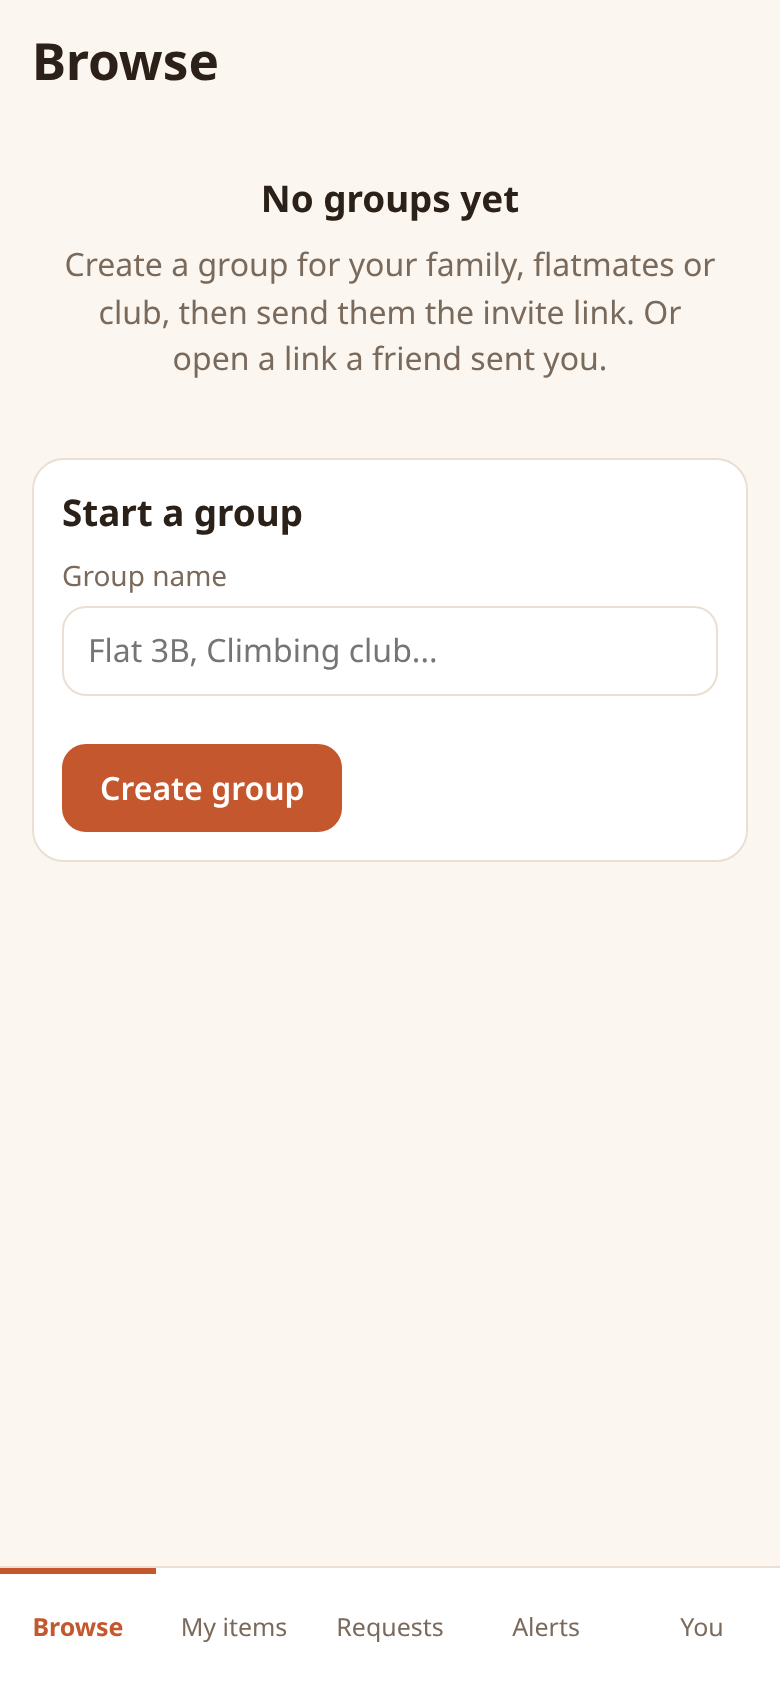 Browse
No groups yet
Create a group for your family, flatmates or
club, then send them the invite link. Or
open a link a friend sent you.
Start a group
Group name
Flat 3B, Climbing club...
Create group
Browse
My items
Requests
Alerts
You